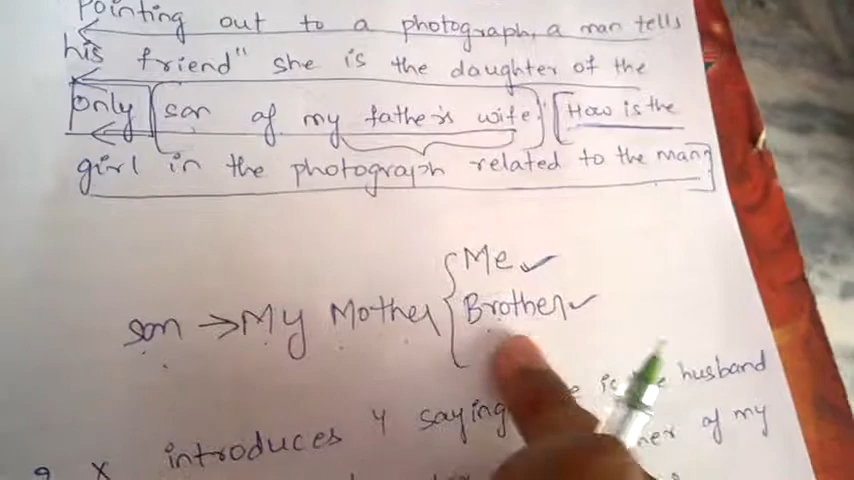 Pointing out to a photograph, a man tells
his friend" she is the daughter of the
only son of my father's wife." How is the
girl in the photograph related to the man?
Me ✓
son → My Mother { Brother ✓
husband
X introduces Y saying of my